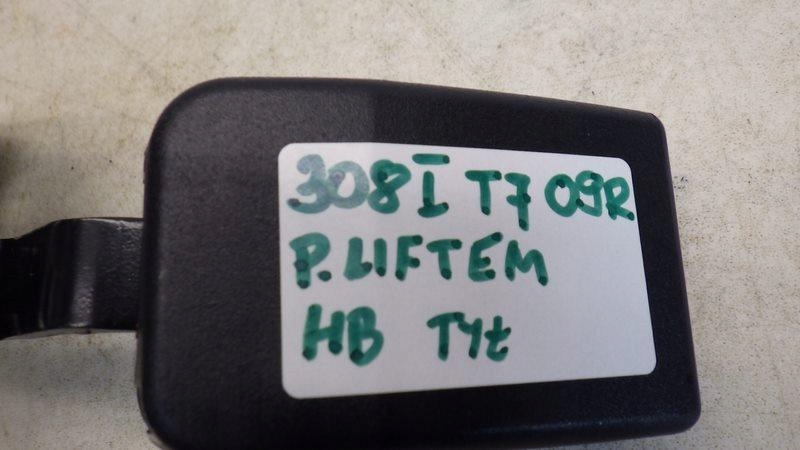 308 I T7 09R
P.LIFTEM
HB TYŁ